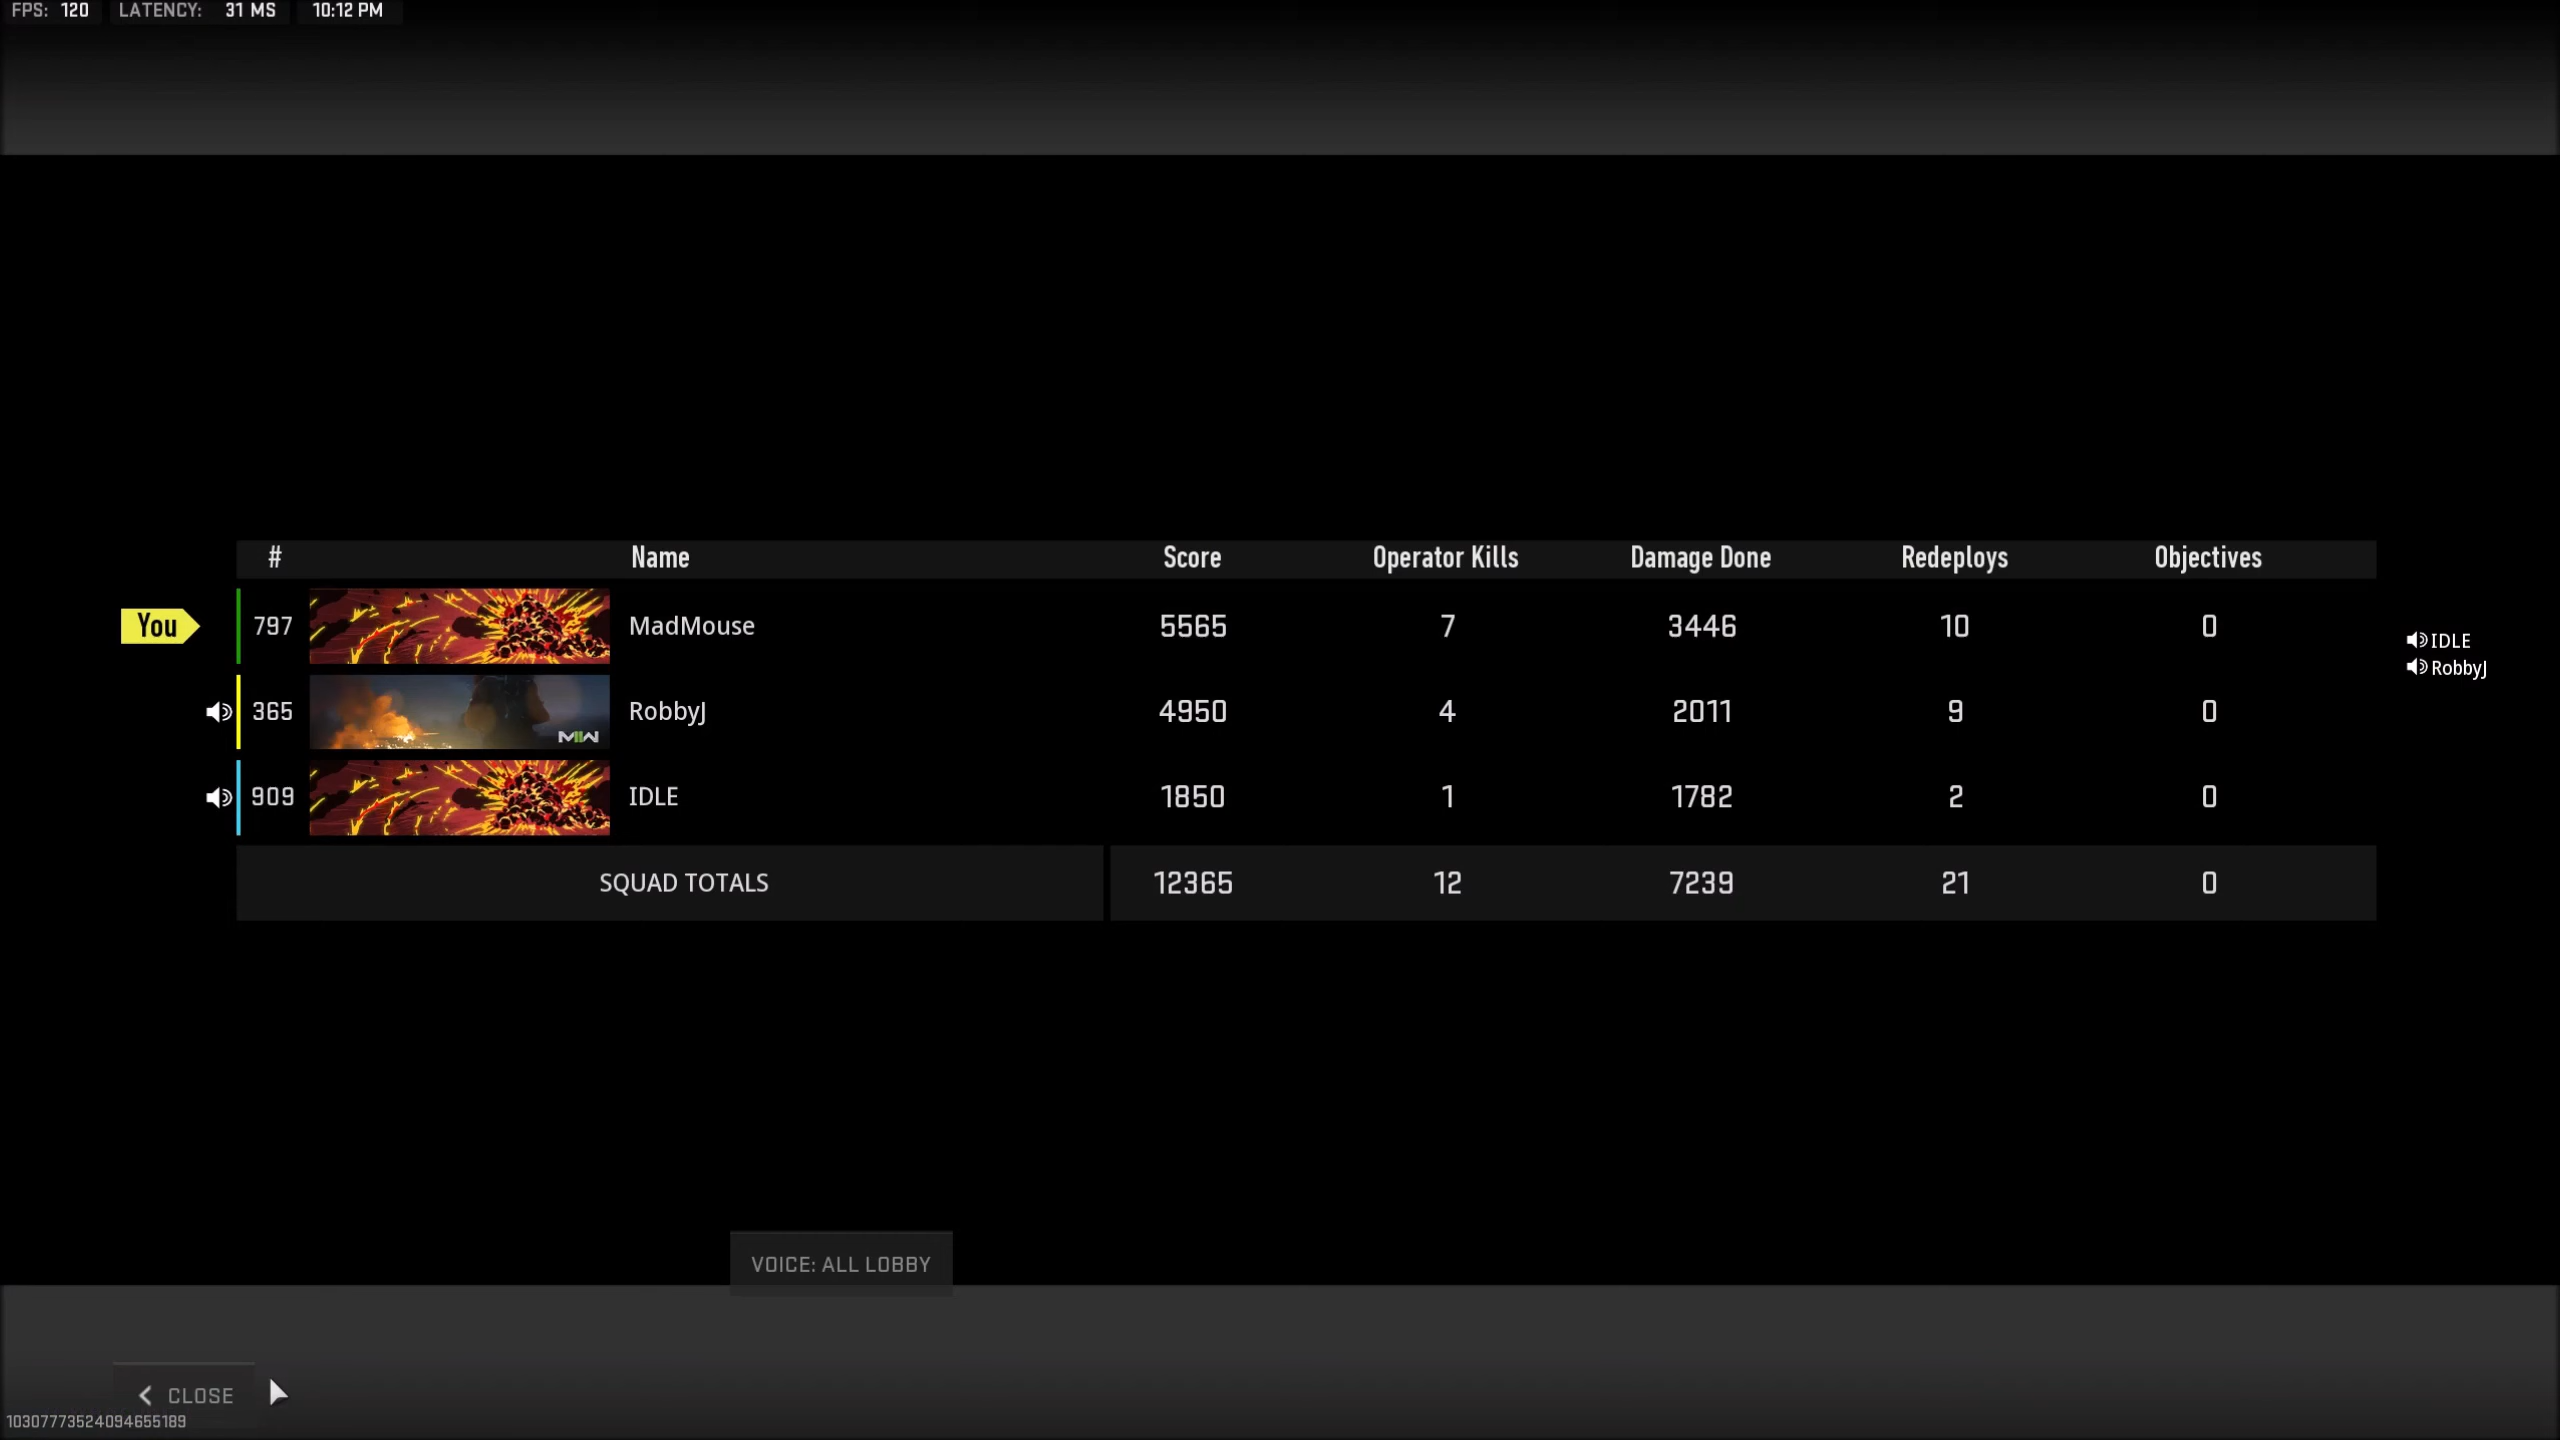 FPS: 120 LATENCY: 31 MS 10:12 PM
# Name Score Operator Kills Damage Done Redeploys Objectives
You 797 MadMouse 5565 7 3446 10 0
IDLE
RobbyJ
365 MW RobbyJ 4950 4 2011 9 0
909 IDLE 1850 1 1782 2 0
SQUAD TOTALS 12365 12 7239 21 0
VOICE: ALL LOBBY
CLOSE
10307773524094655189